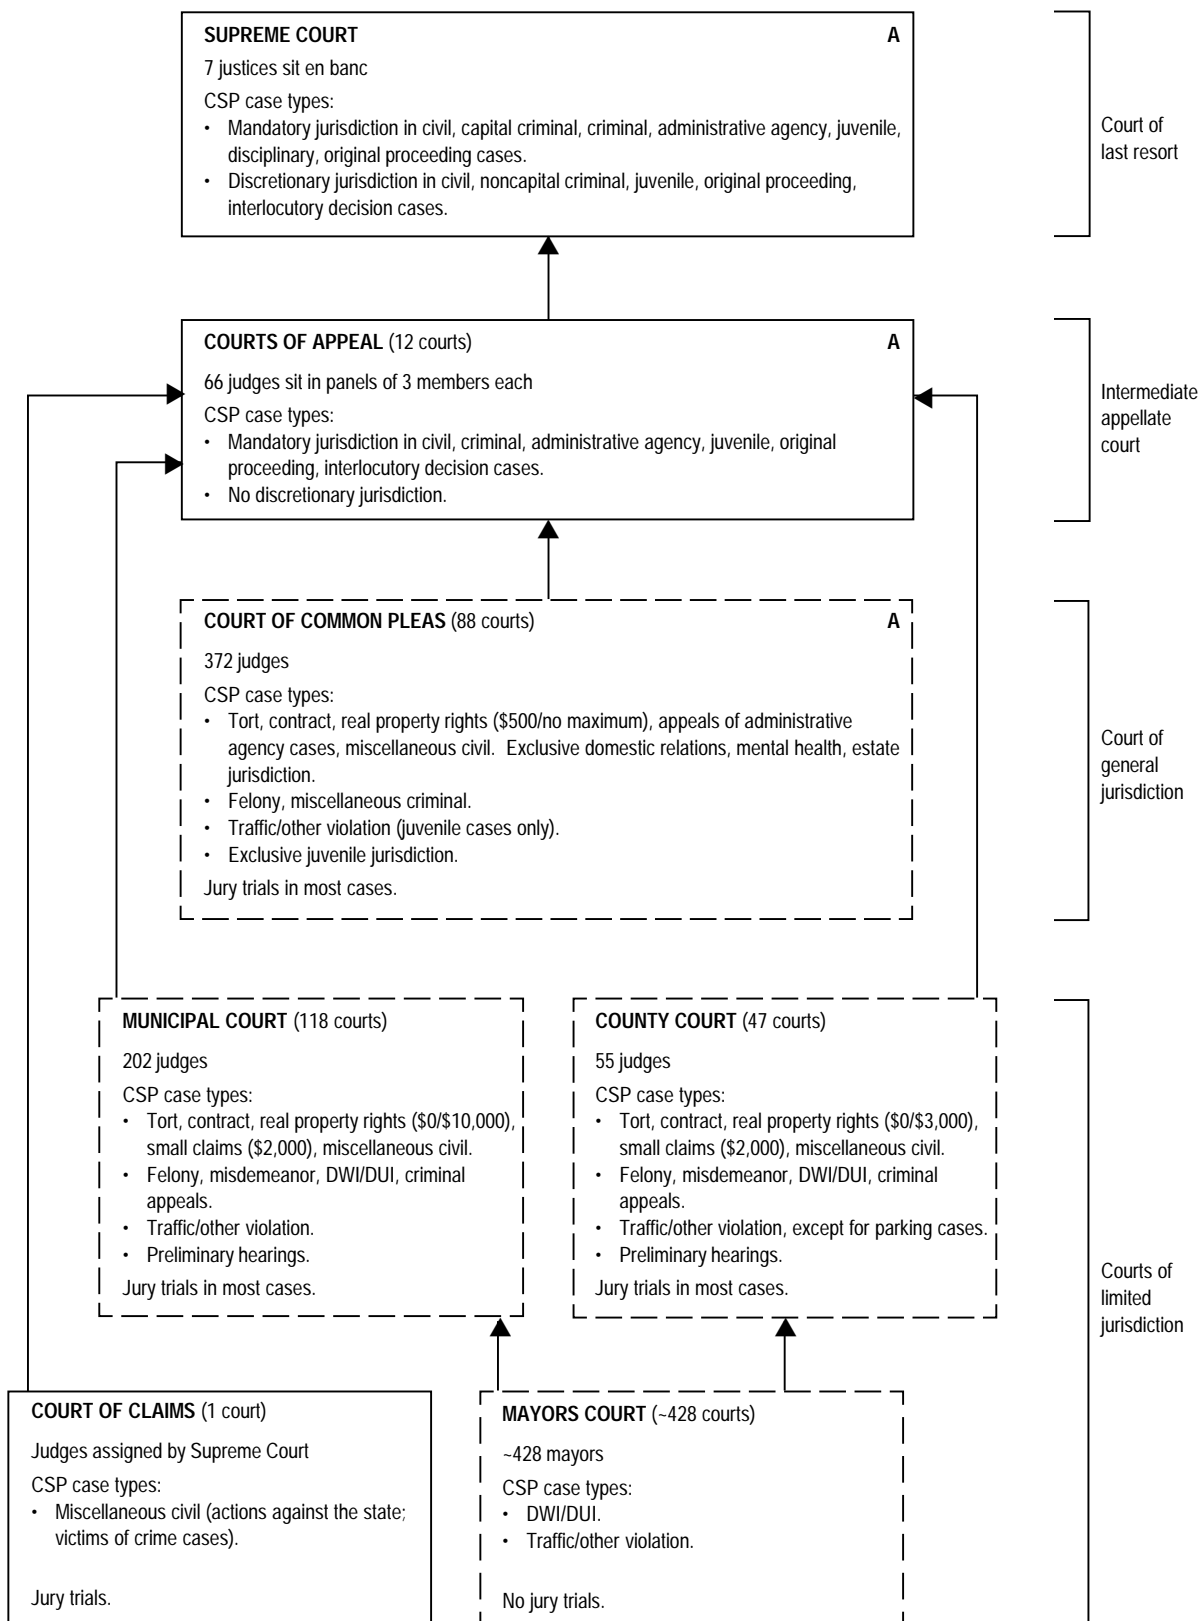 SUPREME COURT A
7 justices sit en banc
CSP case types:
• Mandatory jurisdiction in civil, capital criminal, criminal, administrative agency, juvenile,
disciplinary, original proceeding cases.
• Discretionary jurisdiction in civil, noncapital criminal, juvenile, original proceeding,
interlocutory decision cases.
Court of
last resort
COURTS OF APPEAL (12 courts) A
66 judges sit in panels of 3 members each
CSP case types:
• Mandatory jurisdiction in civil, criminal, administrative agency, juvenile, original
proceeding, interlocutory decision cases.
• No discretionary jurisdiction.
Intermediate
appellate
court
COURT OF COMMON PLEAS (88 courts) A
372 judges
CSP case types:
• Tort, contract, real property rights ($500/no maximum), appeals of administrative
agency cases, miscellaneous civil. Exclusive domestic relations, mental health, estate
jurisdiction.
• Felony, miscellaneous criminal.
• Traffic/other violation (juvenile cases only).
• Exclusive juvenile jurisdiction.
Jury trials in most cases.
Court of
general
jurisdiction
MUNICIPAL COURT (118 courts)
202 judges
CSP case types:
• Tort, contract, real property rights ($0/$10,000),
small claims ($2,000), miscellaneous civil.
• Felony, misdemeanor, DWI/DUI, criminal
appeals.
• Traffic/other violation.
• Preliminary hearings.
Jury trials in most cases.
COUNTY COURT (47 courts)
55 judges
CSP case types:
• Tort, contract, real property rights ($0/$3,000),
small claims ($2,000), miscellaneous civil.
• Felony, misdemeanor, DWI/DUI, criminal
appeals.
• Traffic/other violation, except for parking cases.
• Preliminary hearings.
Jury trials in most cases.
Courts of
limited
jurisdiction
COURT OF CLAIMS (1 court)
Judges assigned by Supreme Court
CSP case types:
• Miscellaneous civil (actions against the state;
victims of crime cases).
Jury trials.
MAYORS COURT (~428 courts)
~428 mayors
CSP case types:
• DWI/DUI.
• Traffic/other violation.
No jury trials.